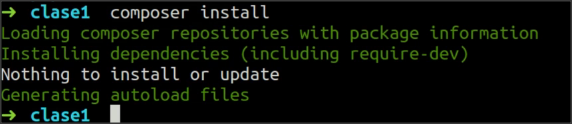 ➜ clase1 composer install
Loading composer repositories with package information
Installing dependencies (including require-dev)
Nothing to install or update
Generating autoload files
➜ clase1